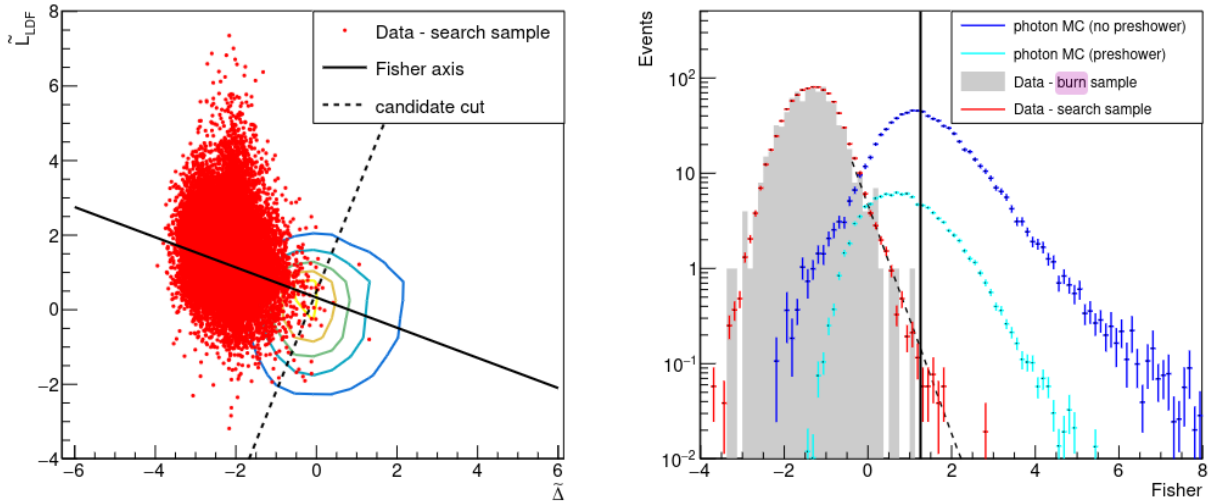 L̃LDF
8
6
4
2
0
−2
−4
−6
−4
−2
0
2
4
6
Δ̃
Data - search sample
Fisher axis
candidate cut
Events
10²
10
1
10⁻¹
10⁻²
−4
−2
0
2
4
6
8
Fisher
photon MC (no preshower)
photon MC (preshower)
Data - burn sample
Data - search sample